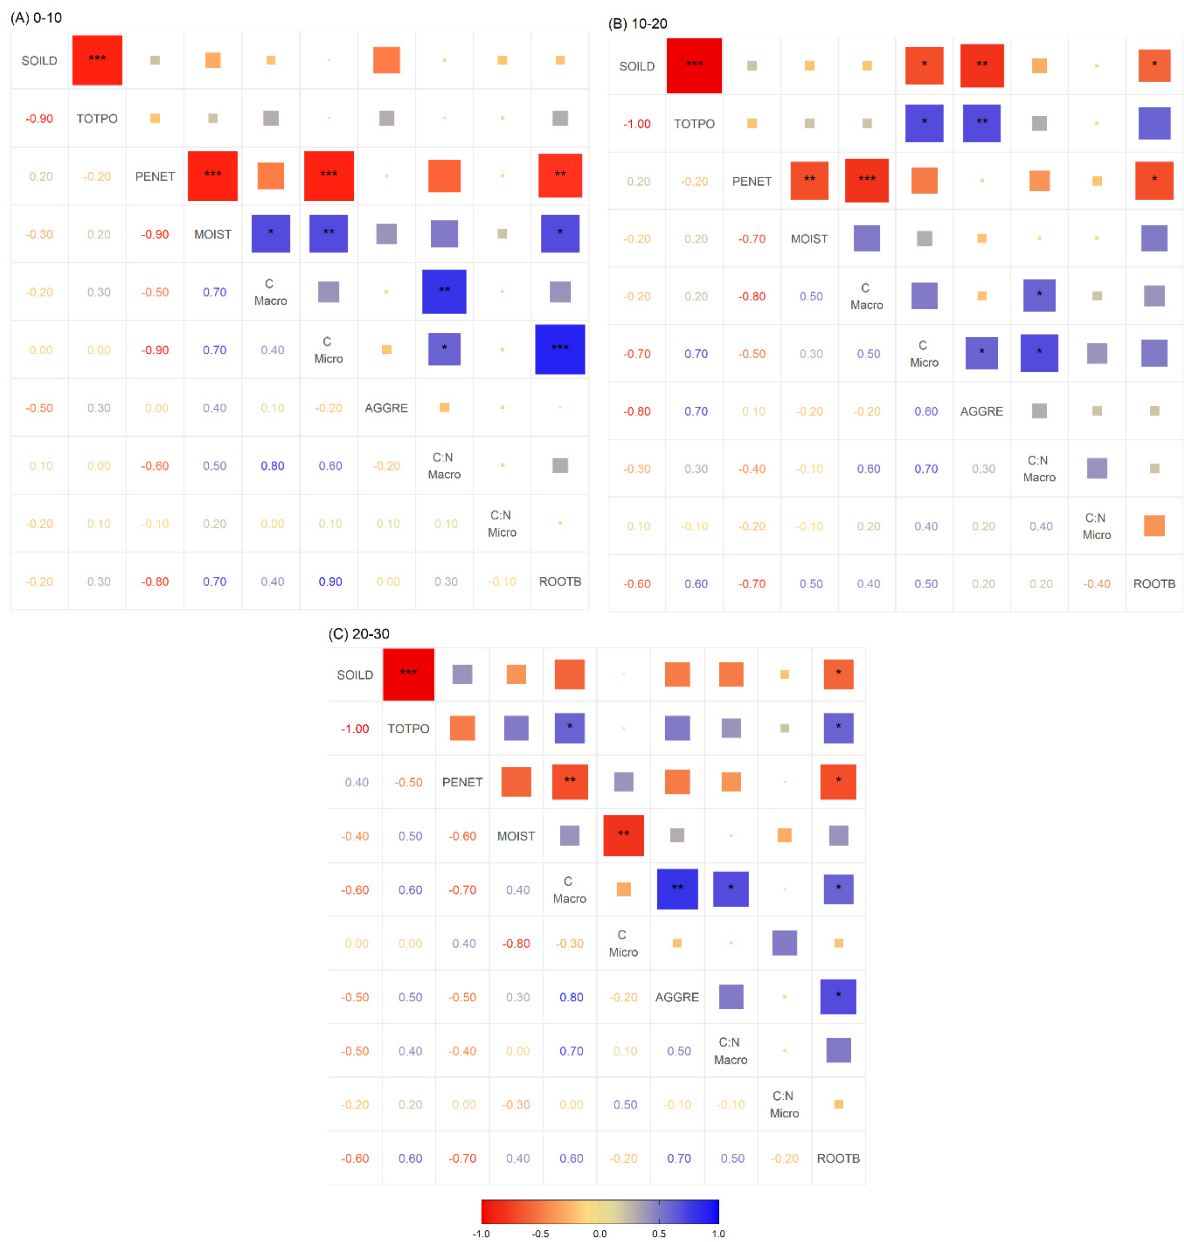 (A) 0-10
SOILD ***
-0.90 TOTPO
0.20 -0.20 PENET *** *** **
-0.30 0.20 -0.90 MOIST * ** *
-0.20 0.30 -0.50 0.70 C Macro **
0.00 0.00 -0.90 0.70 0.40 C Micro * ***
-0.50 0.30 0.00 0.40 0.10 -0.20 AGGRE
0.10 0.00 -0.60 0.50 0.80 0.60 -0.20 C:N Macro
-0.20 0.10 -0.10 0.20 0.00 0.10 0.10 0.10 C:N Micro
-0.20 0.30 -0.80 0.70 0.40 0.90 0.00 0.30 -0.10 ROOTB
(B) 10-20
SOILD *** * ** *
-1.00 TOTPO * **
0.20 -0.20 PENET ** *** *
-0.20 0.20 -0.70 MOIST
-0.20 0.20 -0.80 0.50 C Macro *
-0.70 0.70 -0.50 0.30 0.50 C Micro * *
-0.80 0.70 0.10 -0.20 -0.20 0.60 AGGRE
-0.30 0.30 -0.40 -0.10 0.60 0.70 0.30 C:N Macro
0.10 -0.10 -0.20 -0.10 0.20 0.40 0.20 0.40 C:N Micro
-0.60 0.60 -0.70 0.50 0.40 0.50 0.20 0.20 -0.40 ROOTB
(C) 20-30
SOILD *** *
-1.00 TOTPO * *
0.40 -0.50 PENET ** *
-0.40 0.50 -0.60 MOIST **
-0.60 0.60 -0.70 0.40 C Macro ** * *
0.00 0.00 0.40 -0.80 -0.30 C Micro
-0.50 0.50 -0.50 0.30 0.80 -0.20 AGGRE *
-0.50 0.40 -0.40 0.00 0.70 0.10 0.50 C:N Macro
-0.20 0.20 0.00 -0.30 0.00 0.50 -0.10 -0.10 C:N Micro
-0.60 0.60 -0.70 0.40 0.60 -0.20 0.70 0.50 -0.20 ROOTB
-1.0 -0.5 0.0 0.5 1.0